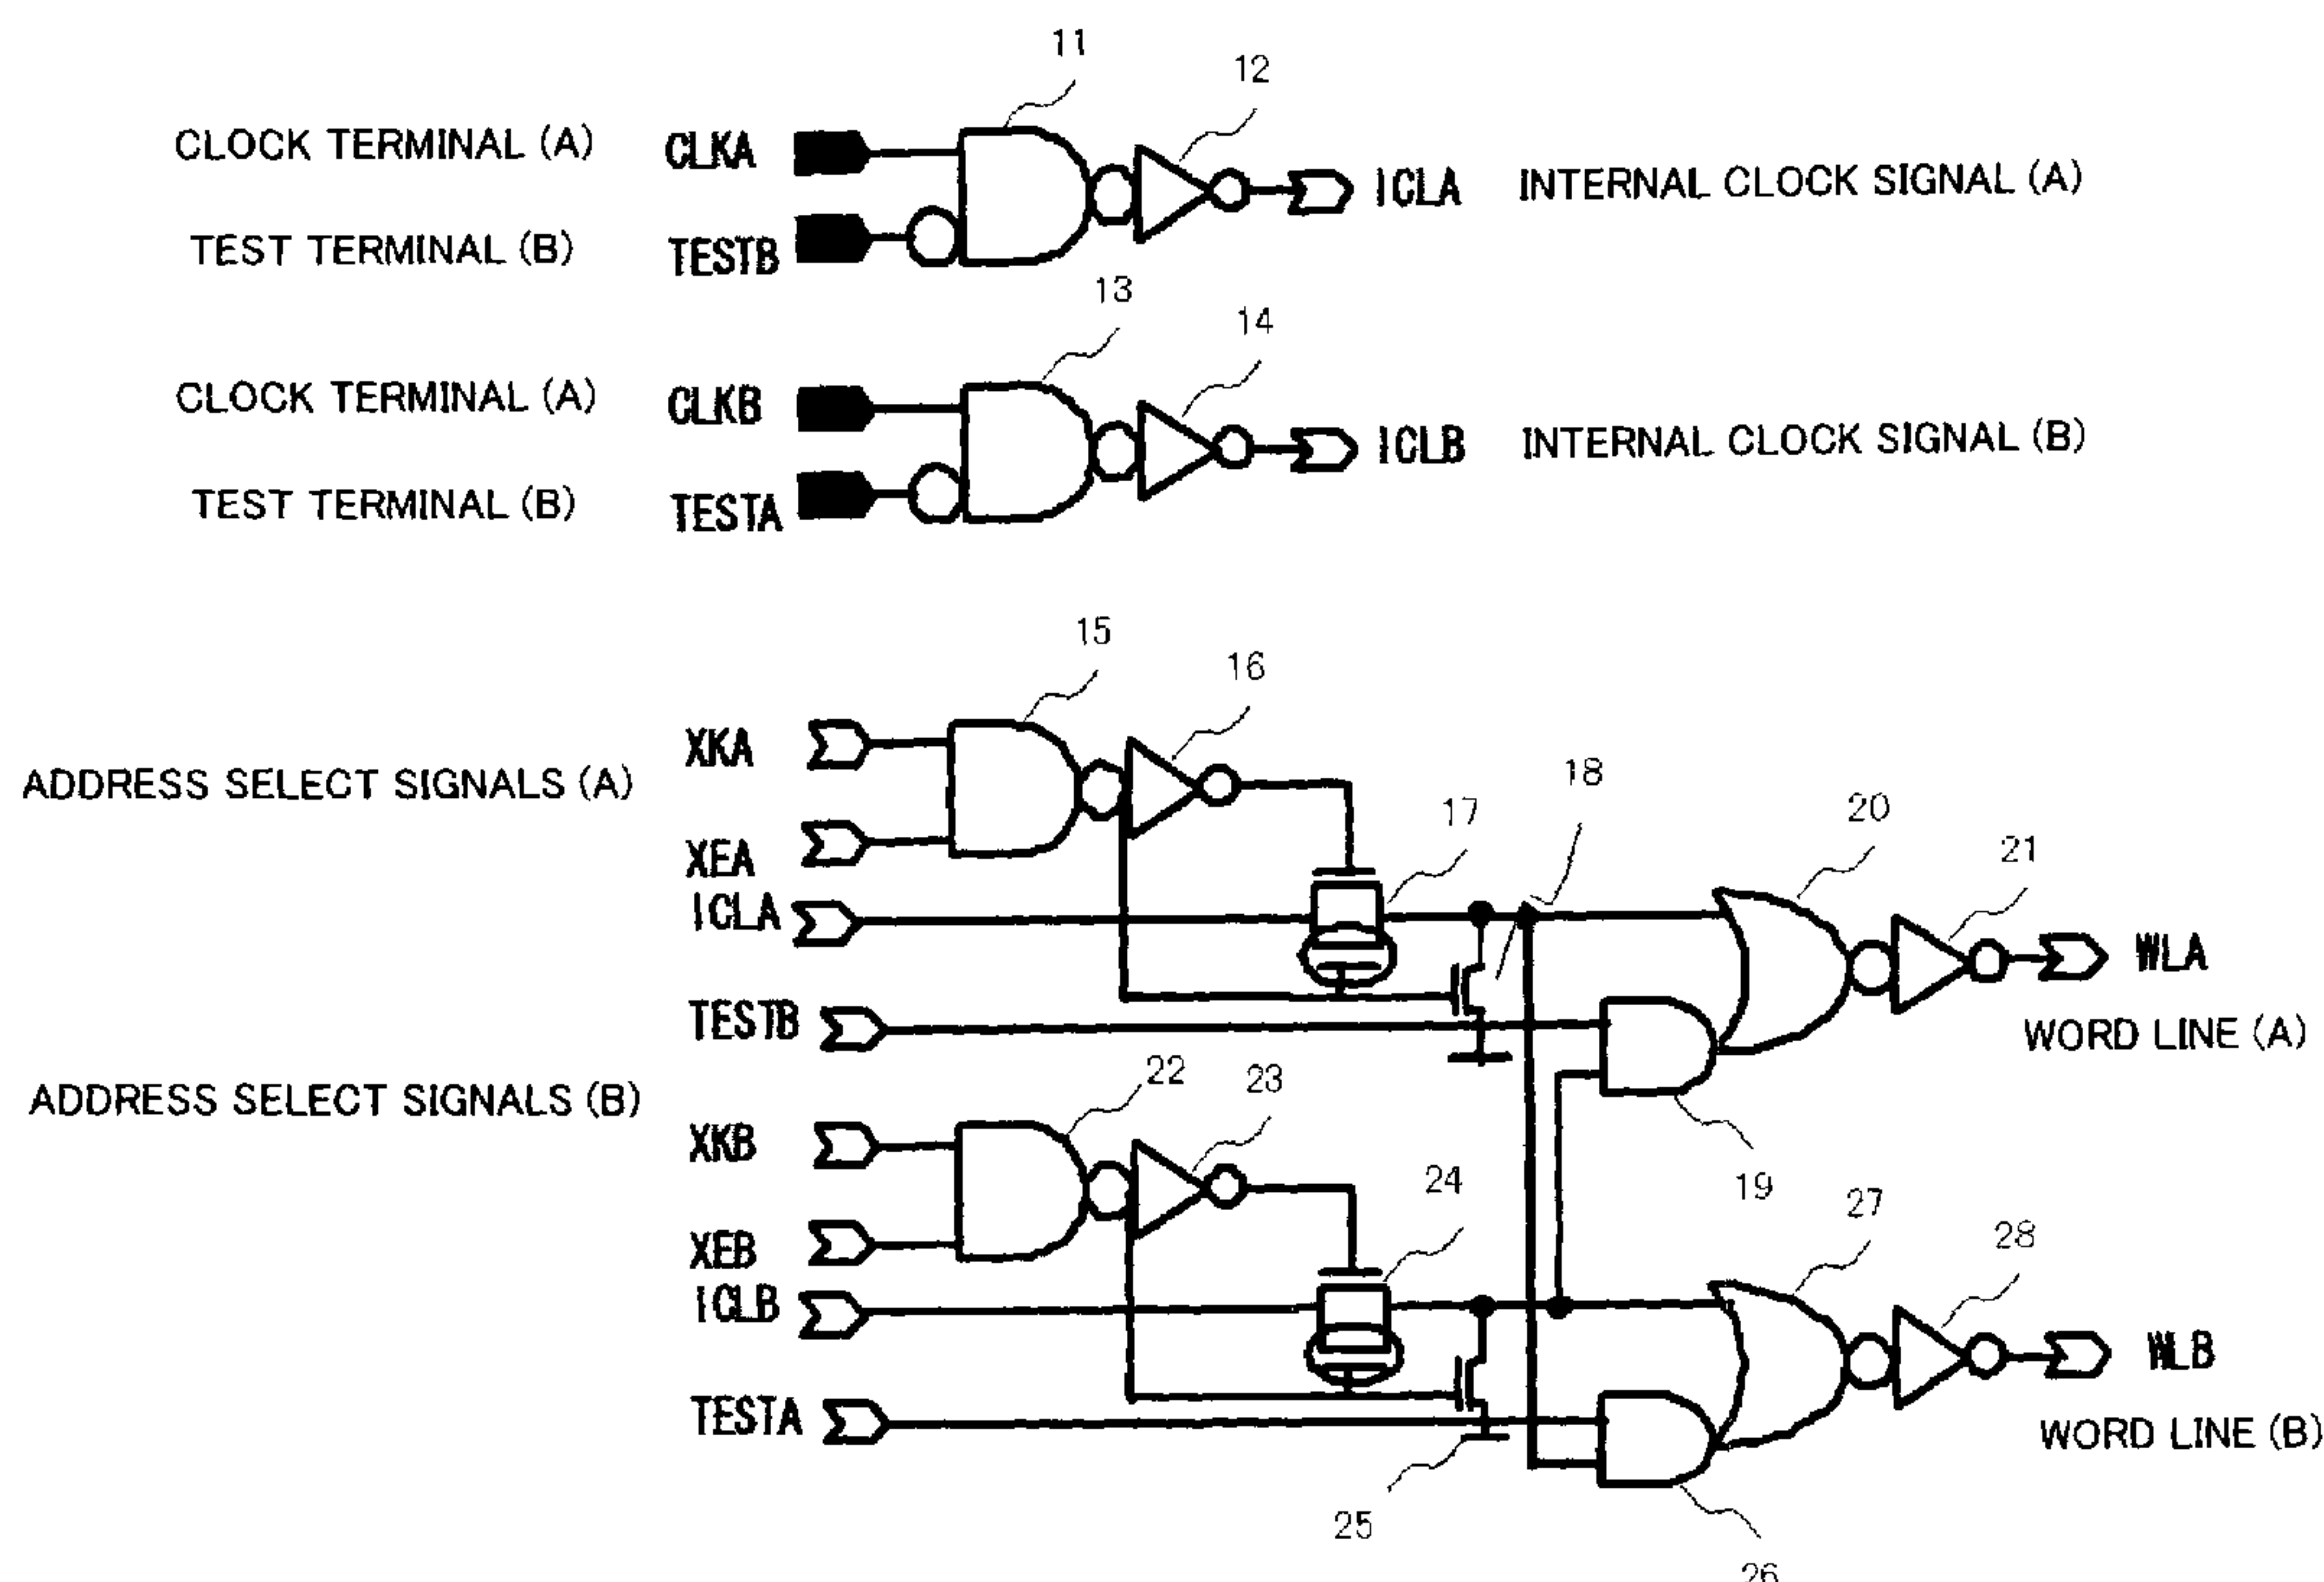 11
12
CLOCK TERMINAL (A) CLKA
ICLA INTERNAL CLOCK SIGNAL (A)
TEST TERMINAL (B) TESTB
13
14
CLOCK TERMINAL (A) CLKB
ICLB INTERNAL CLOCK SIGNAL (B)
TEST TERMINAL (B) TESTA
15
16
XKA
18
ADDRESS SELECT SIGNALS (A)
17
20
XEA
21
ICLA
WLA
TESTB
WORD LINE (A)
ADDRESS SELECT SIGNALS (B)
22
23
XKB
24
19
27
XEB
28
ICLB
WLB
TESTA
WORD LINE (B)
25
26